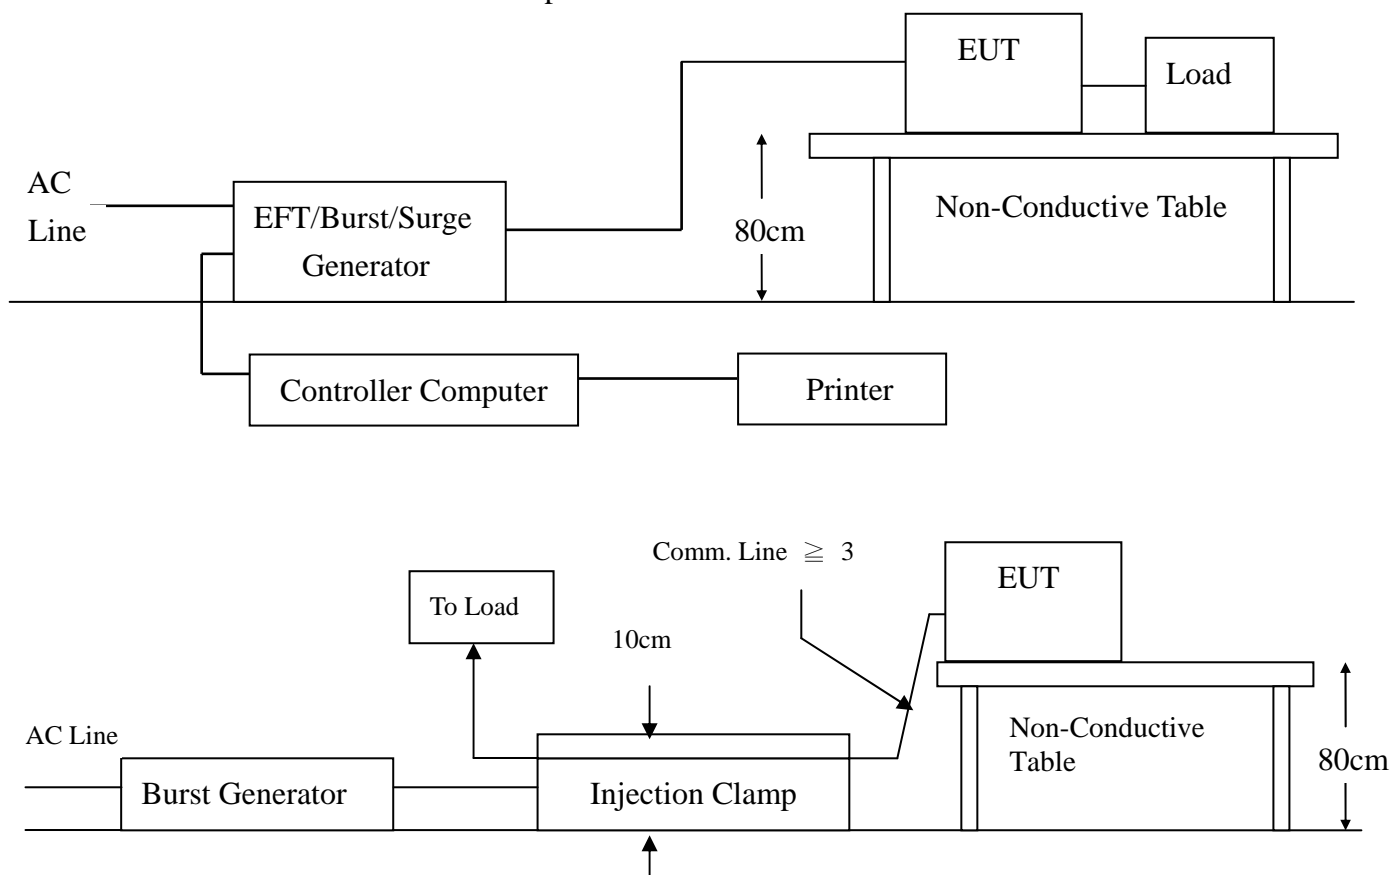 EUT
Load
AC
Line
EFT/Burst/Surge
Generator
80cm
Non-Conductive Table
Controller Computer
Printer
Comm. Line ≧ 3
EUT
To Load
10cm
AC Line
Burst Generator
Injection Clamp
Non-Conductive
Table
80cm